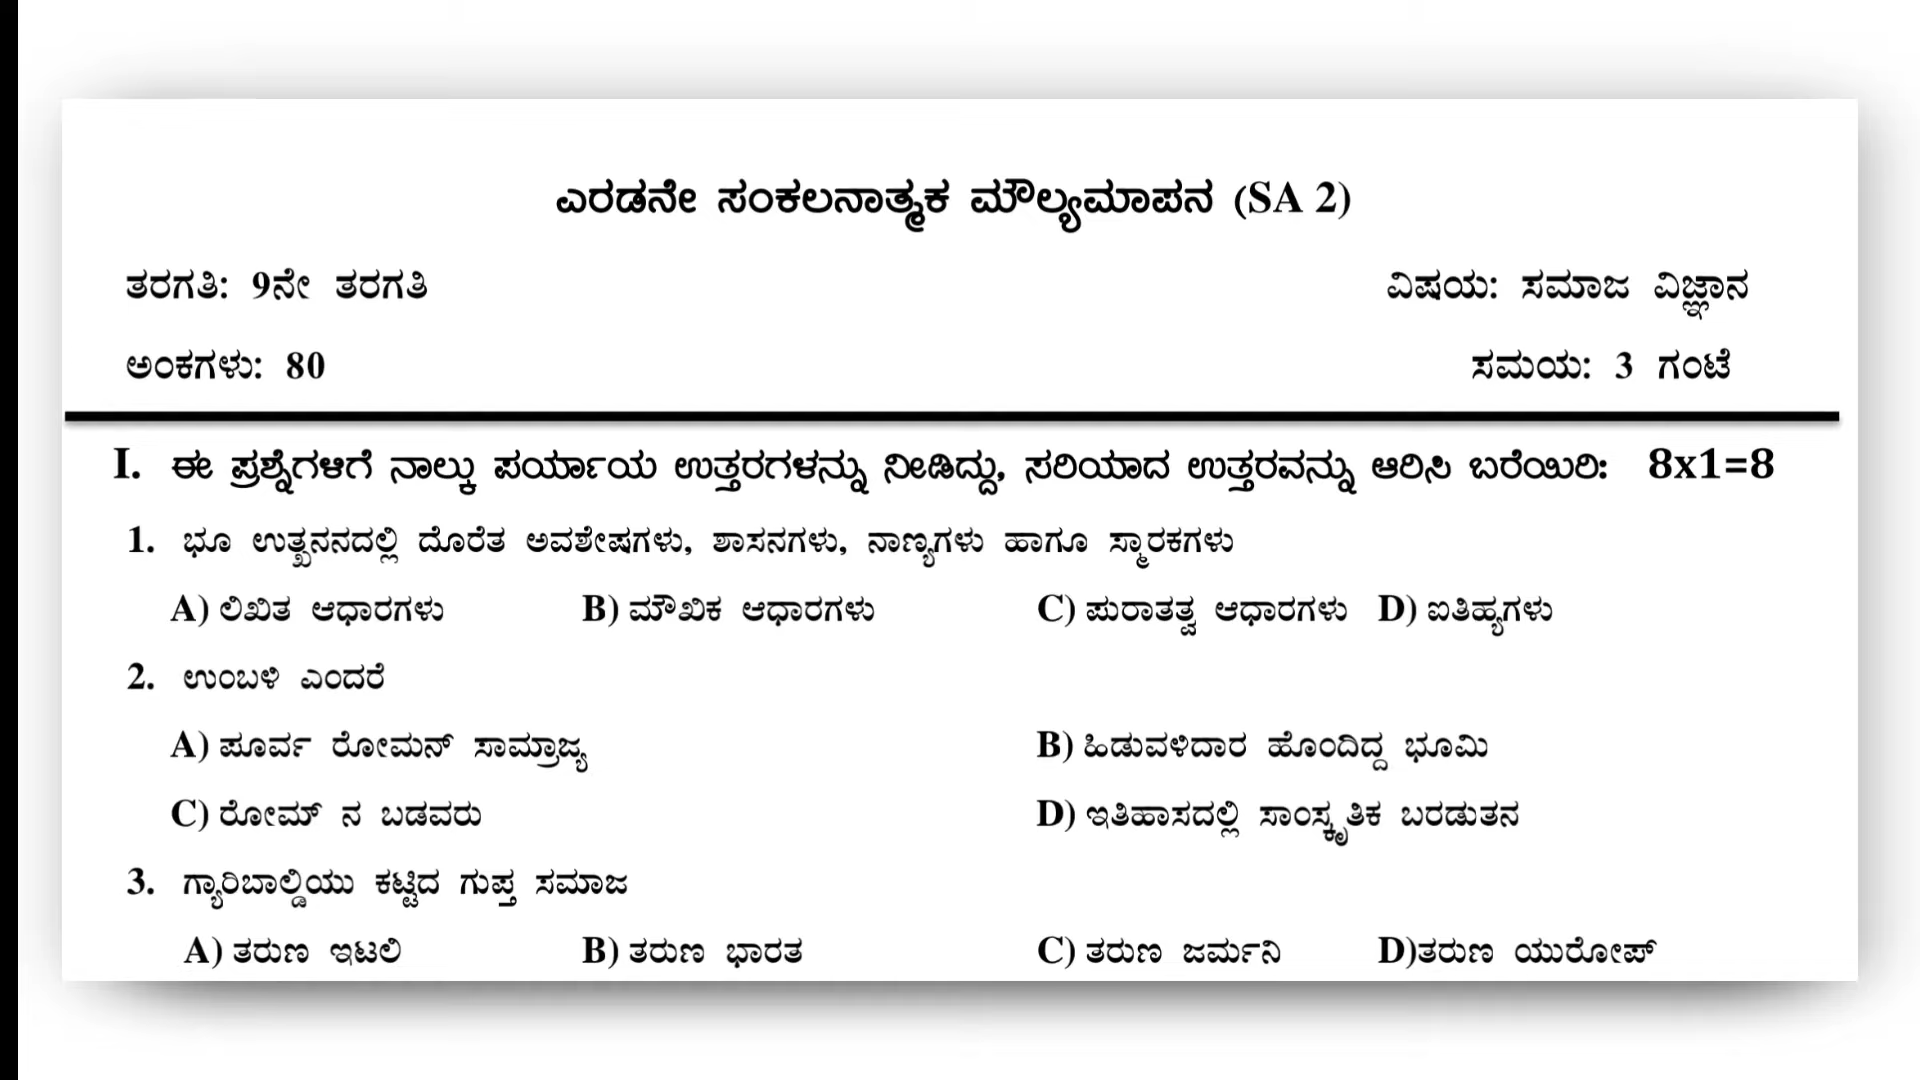 ಎರಡನೇ ಸಂಕಲನಾತ್ಮಕ ಮೌಲ್ಯಮಾಪನ (SA 2)
ತರಗತಿ: 9ನೇ ತರಗತಿ ವಿಷಯ: ಸಮಾಜ ವಿಜ್ಞಾನ
ಅಂಕಗಳು: 80 ಸಮಯ: 3 ಗಂಟೆ
I. ಈ ಪ್ರಶ್ನೆಗಳಿಗೆ ನಾಲ್ಕು ಪರ್ಯಾಯ ಉತ್ತರಗಳನ್ನು ನೀಡಿದ್ದು, ಸರಿಯಾದ ಉತ್ತರವನ್ನು ಆರಿಸಿ ಬರೆಯಿರಿ: 8x1=8
1. ಭೂ ಉತ್ಖನನದಲ್ಲಿ ದೊರೆತ ಅವಶೇಷಗಳು, ಶಾಸನಗಳು, ನಾಣ್ಯಗಳು ಹಾಗೂ ಸ್ಮಾರಕಗಳು
A) ಲಿಖಿತ ಆಧಾರಗಳು B) ಮೌಖಿಕ ಆಧಾರಗಳು C) ಪುರಾತತ್ವ ಆಧಾರಗಳು D) ಐತಿಹ್ಯಗಳು
2. ಉಂಬಳಿ ಎಂದರೆ
A) ಪೂರ್ವ ರೋಮನ್ ಸಾಮ್ರಾಜ್ಯ B) ಹಿಡುವಳಿದಾರ ಹೊಂದಿದ್ದ ಭೂಮಿ
C) ರೋಮ್ ನ ಬಡವರು D) ಇತಿಹಾಸದಲ್ಲಿ ಸಾಂಸ್ಕೃತಿಕ ಬರಡುತನ
3. ಗ್ಯಾರಿಬಾಲ್ಡಿಯು ಕಟ್ಟಿದ ಗುಪ್ತ ಸಮಾಜ
A) ತರುಣ ಇಟಲಿ B) ತರುಣ ಭಾರತ C) ತರುಣ ಜರ್ಮನಿ D)ತರುಣ ಯುರೋಪ್